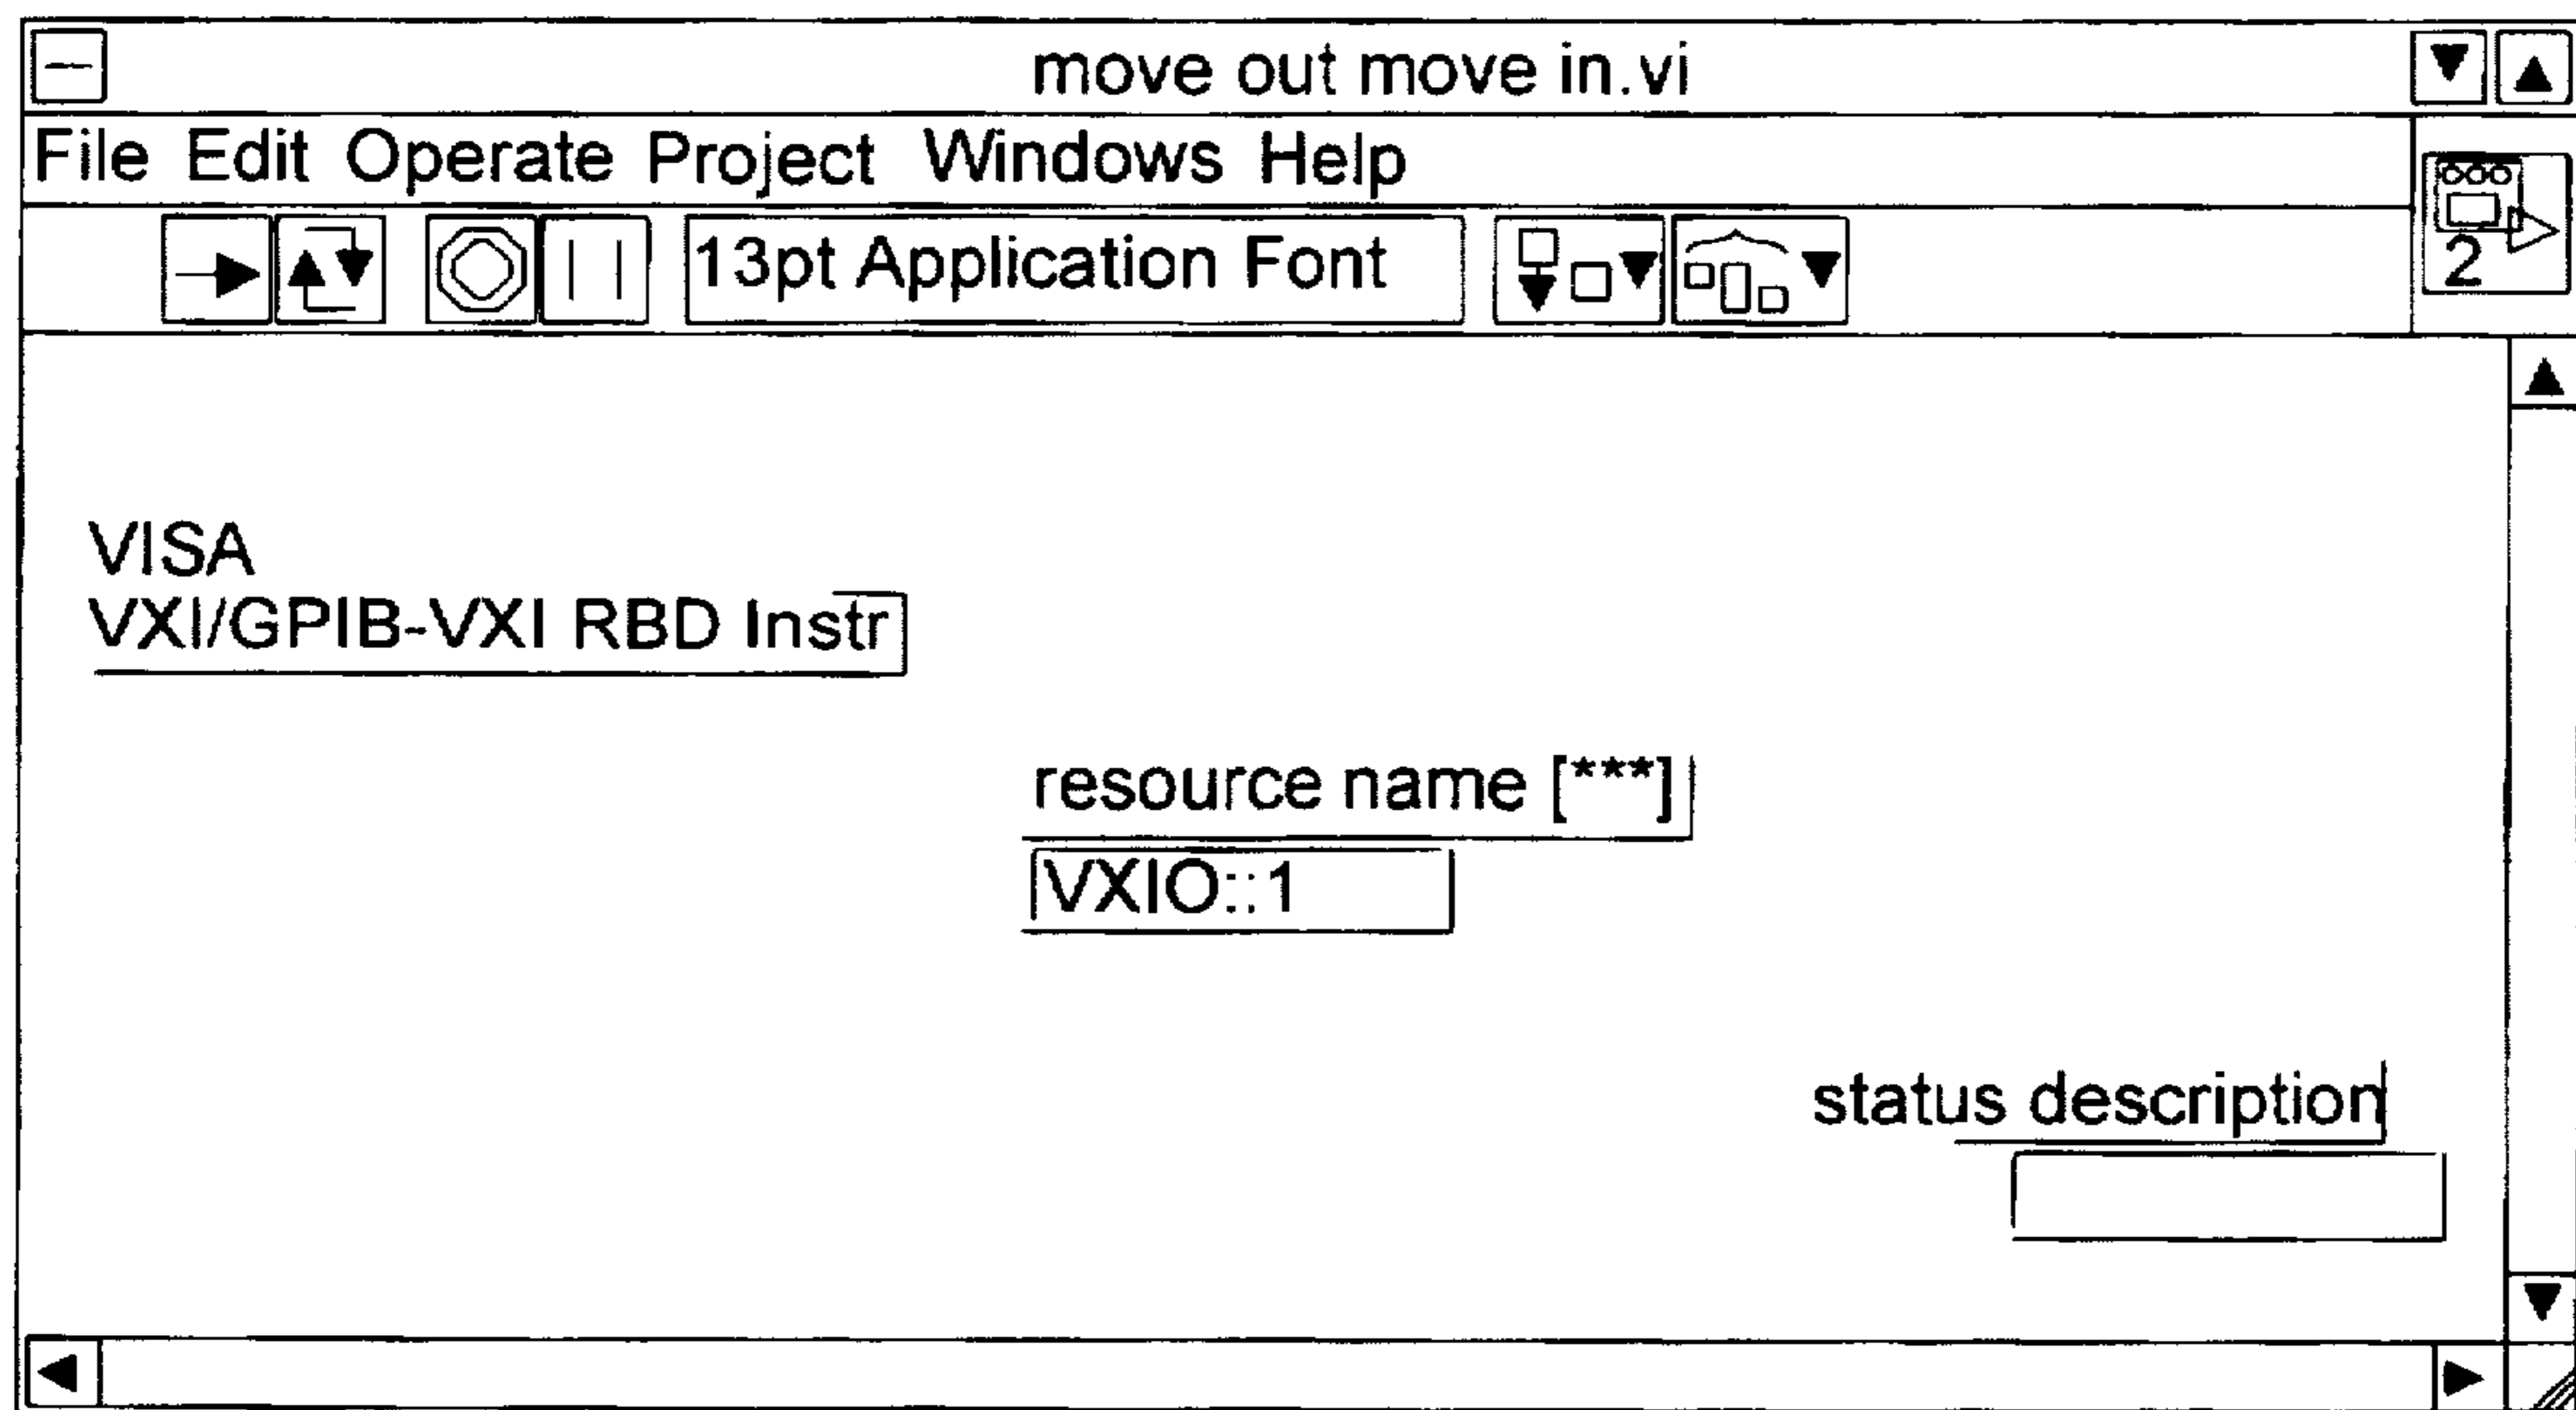 move out move in.vi
File Edit Operate Project Windows Help
13pt Application Font
2
VISA
VXI/GPIB-VXI RBD Instr
resource name [***]
VXIO::1
status description